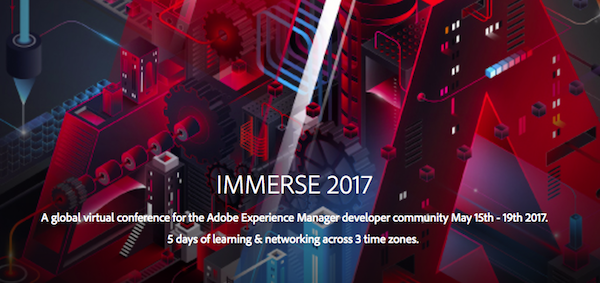 IMMERSE 2017
A global virtual conference for the Adobe Experience Manager developer community May 15th - 19th 2017.
5 days of learning & networking across 3 time zones.